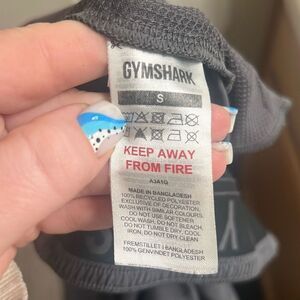 GYMSHARK
S
KEEP AWAY
FROM FIRE
A3A1G
MADE IN BANGLADESH
100% RECYCLED POLYESTER
EXCLUSIVE OF DECORATION.
WASH WITH SIMILAR COLOURS.
DO NOT USE SOFTENER
COOL WASH, DO NOT BLEACH,
DO NOT TUMBLE DRY, COOL
IRON, DO NOT DRY CLEAN
FREMSTILLET I BANGLADESH
100% GENVINDET POLYESTER